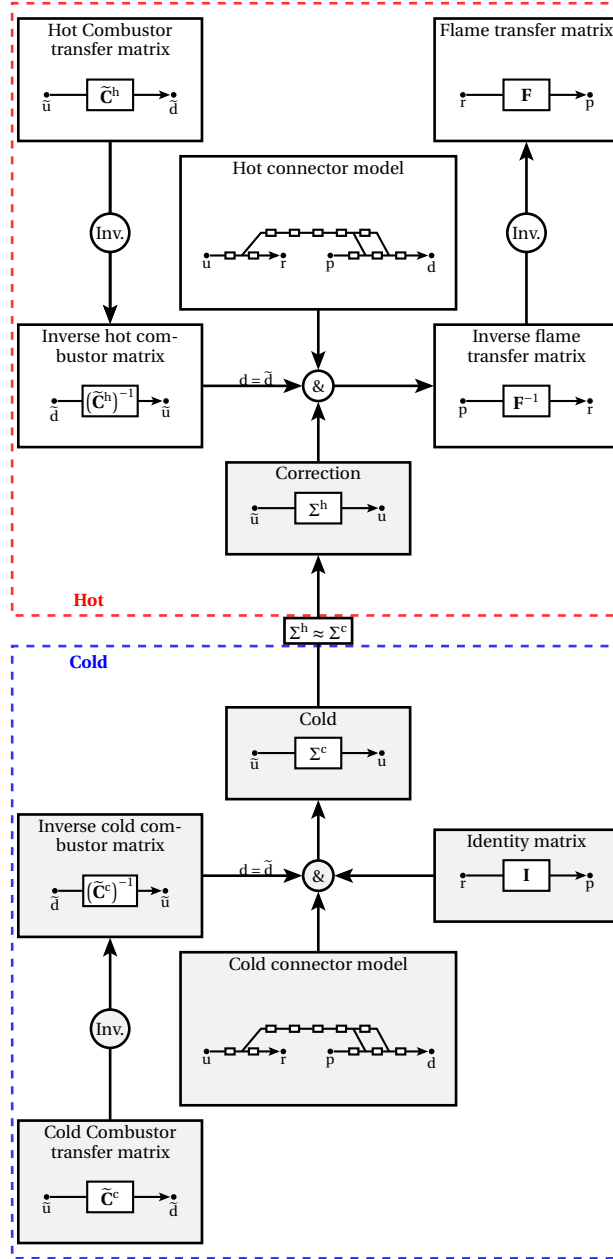 Hot Combustor
transfer matrix
ũ C̃ʰ d̃
Flame transfer matrix
r F p
Inv.
Inv.
Hot connector model
u r p d
Inverse hot com-
bustor matrix
d̃ (C̃ʰ)⁻¹ ũ
d = d̃
&
Inverse flame
transfer matrix
p F⁻¹ r
Correction
ũ Σʰ u
Hot
Σʰ ≈ Σᶜ
Cold
Cold
ũ Σᶜ u
Inverse cold com-
bustor matrix
d̃ (C̃ᶜ)⁻¹ ũ
d = d̃
&
Identity matrix
r I p
Cold connector model
u r p d
Inv.
Cold Combustor
transfer matrix
ũ C̃ᶜ d̃